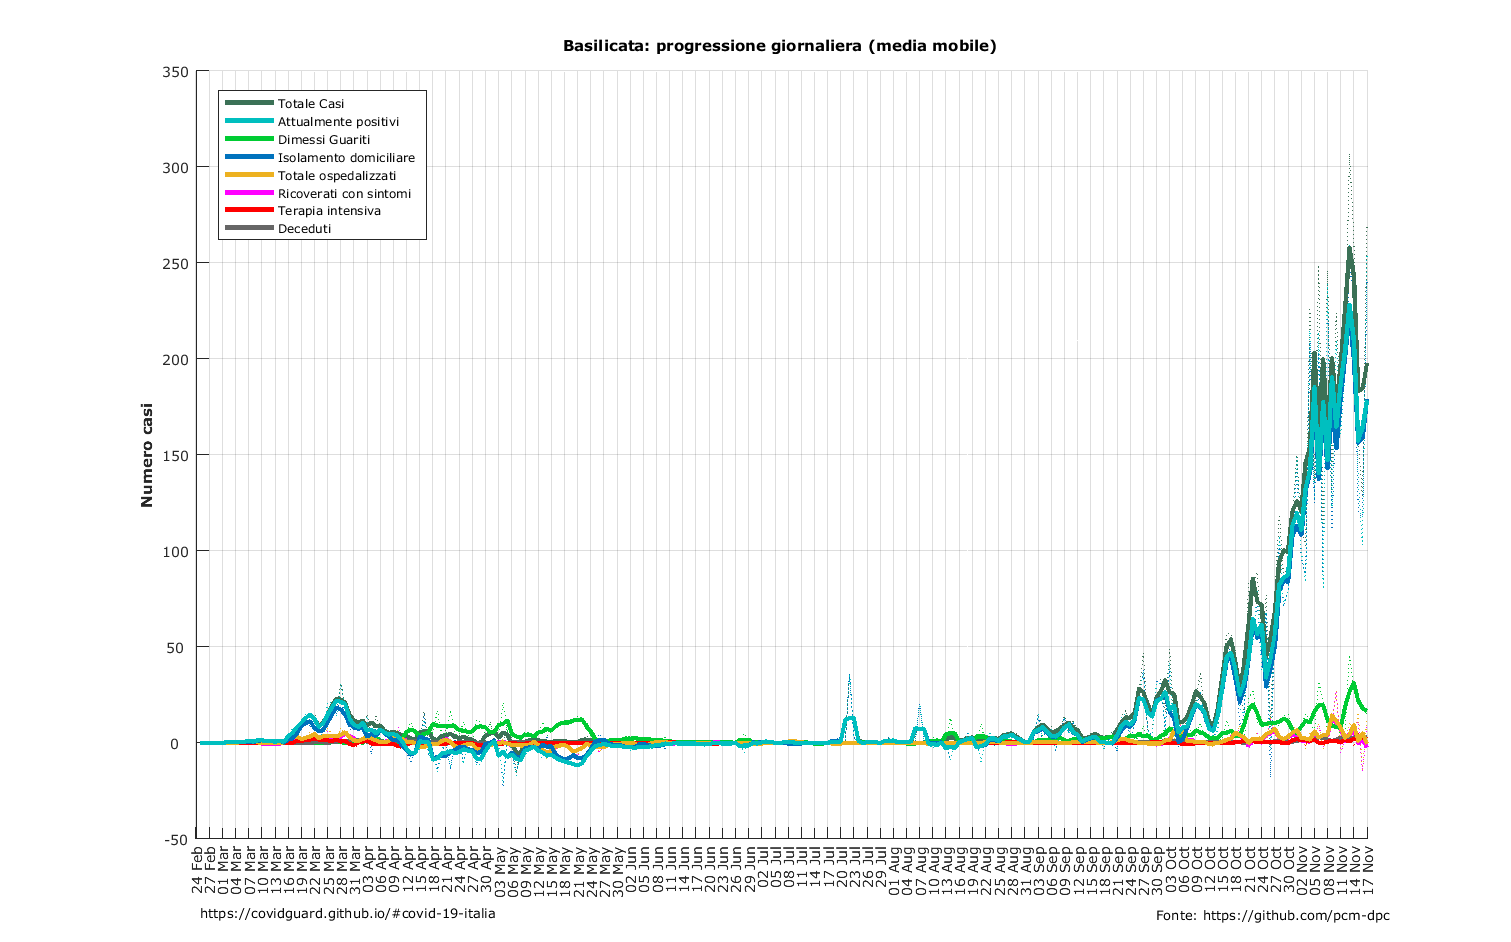 Basilicata: progressione giornaliera (media mobile)
350
300
250
200
150
100
50
0
-50
Numero casi
Totale Casi
Attualmente positivi
Dimessi Guariti
Isolamento domiciliare
Totale ospedalizzati
Ricoverati con sintomi
Terapia intensiva
Deceduti
24 Feb
27 Feb
01 Mar
04 Mar
07 Mar
10 Mar
13 Mar
16 Mar
19 Mar
22 Mar
25 Mar
28 Mar
31 Mar
03 Apr
06 Apr
09 Apr
12 Apr
15 Apr
18 Apr
21 Apr
24 Apr
27 Apr
30 Apr
03 May
06 May
09 May
12 May
15 May
18 May
21 May
24 May
27 May
30 May
02 Jun
05 Jun
08 Jun
11 Jun
14 Jun
17 Jun
20 Jun
23 Jun
26 Jun
29 Jun
02 Jul
05 Jul
08 Jul
11 Jul
14 Jul
17 Jul
20 Jul
23 Jul
26 Jul
29 Jul
01 Aug
04 Aug
07 Aug
10 Aug
13 Aug
16 Aug
19 Aug
22 Aug
25 Aug
28 Aug
31 Aug
03 Sep
06 Sep
09 Sep
12 Sep
15 Sep
18 Sep
21 Sep
24 Sep
27 Sep
30 Sep
03 Oct
06 Oct
09 Oct
12 Oct
15 Oct
18 Oct
21 Oct
24 Oct
27 Oct
30 Oct
02 Nov
05 Nov
08 Nov
11 Nov
14 Nov
17 Nov
https://covidguard.github.io/#covid-19-italia
Fonte: https://github.com/pcm-dpc